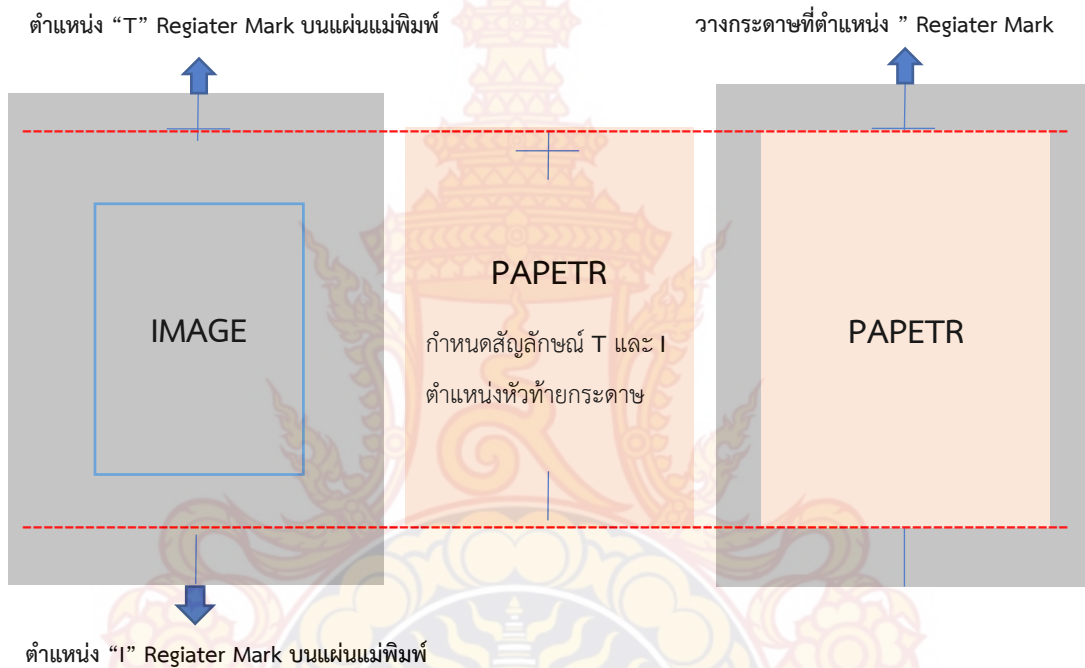 ตำแหน่ง “T” Regiater Mark บนแผ่นแม่พิมพ์
วางกระดาษที่ตำแหน่ง ” Regiater Mark
IMAGE
PAPETR
กำหนดสัญลักษณ์ T และ I
ตำแหน่งหัวท้ายกระดาษ
PAPETR
ตำแหน่ง “I” Regiater Mark บนแผ่นแม่พิมพ์